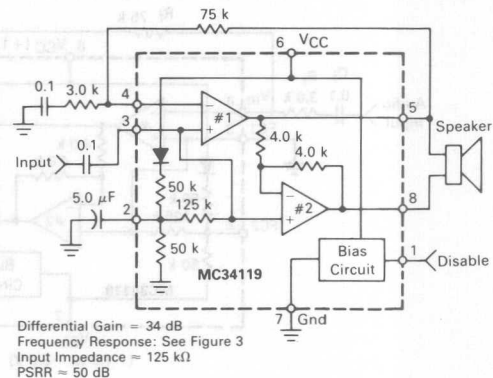 75 k
6 VCC
0.1
3.0 k
4
#1
5
3
Speaker
4.0 k
4.0 k
Input
0.1
50 k
5.0 μF
2
125 k
#2
8
50 k
Bias
Circuit
1
Disable
MC34119
7
Gnd
Differential Gain = 34 dB
Frequency Response: See Figure 3
Input Impedance ≈ 125 kΩ
PSRR ≈ 50 dB